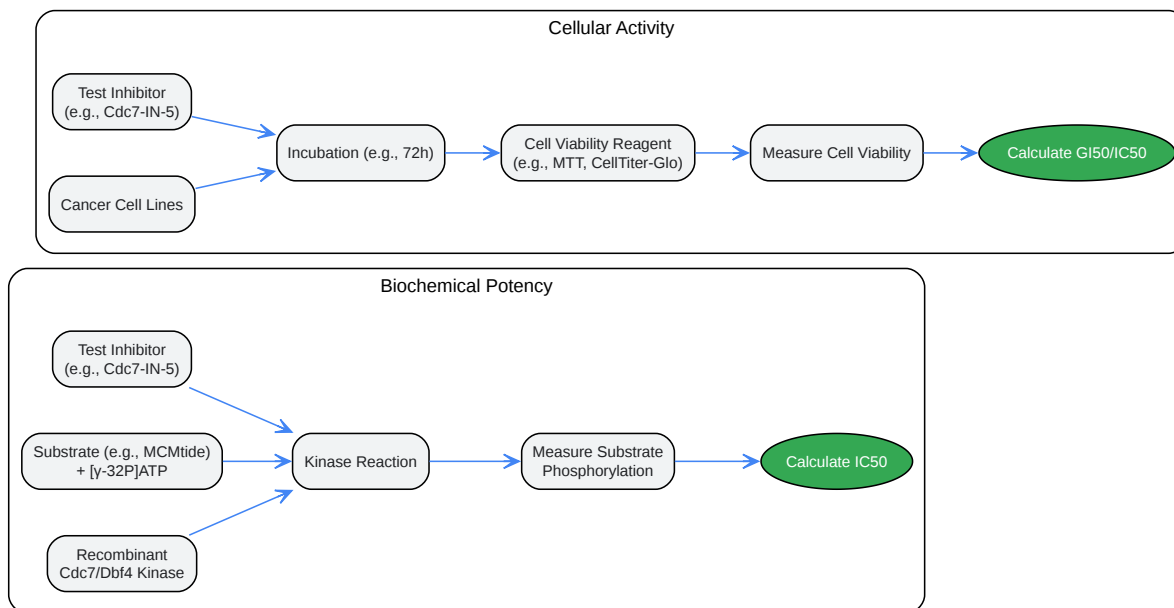 Cellular Activity
Test Inhibitor
(e.g., Cdc7-IN-5)
Cancer Cell Lines
Incubation (e.g., 72h)
Cell Viability Reagent
(e.g., MTT, CellTiter-Glo)
Measure Cell Viability
Calculate GI50/IC50
Biochemical Potency
Test Inhibitor
(e.g., Cdc7-IN-5)
Substrate (e.g., MCMtide)
+ [γ-32P]ATP
Recombinant
Cdc7/Dbf4 Kinase
Kinase Reaction
Measure Substrate
Phosphorylation
Calculate IC50